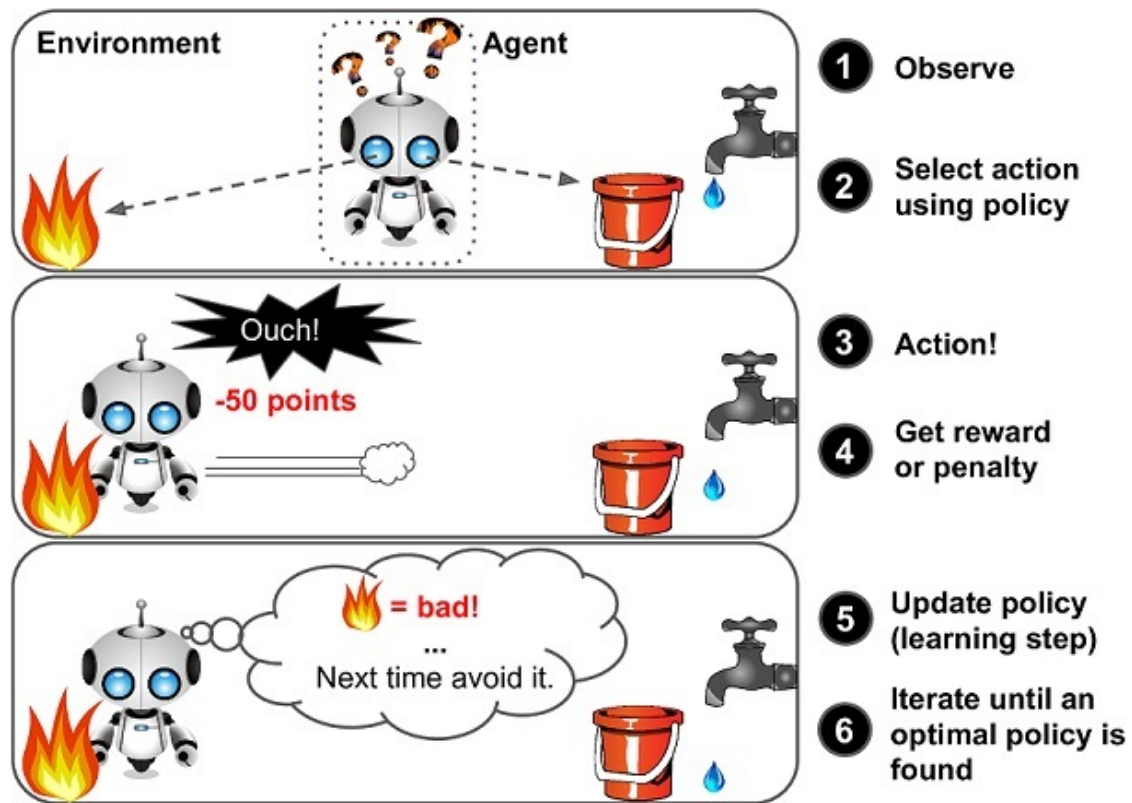 Environment
Agent
? ? ?
1 Observe
2 Select action
using policy
Ouch!
-50 points
3 Action!
4 Get reward
or penalty
= bad!
...
Next time avoid it.
5 Update policy
(learning step)
6 Iterate until an
optimal policy is
found